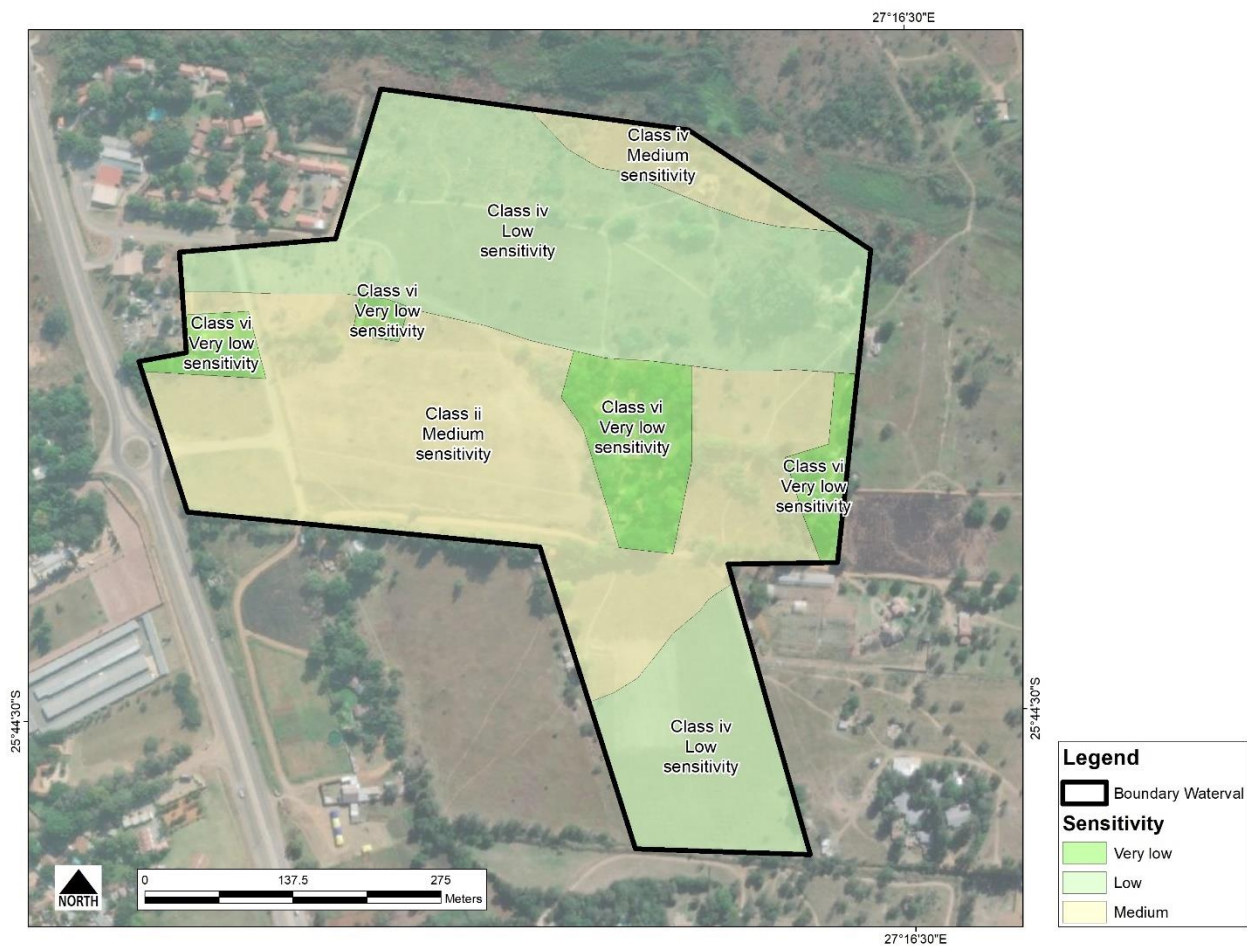 27°16'30"E
Class iv
Medium
sensitivity
Class iv
Low
sensitivity
Class vi
Very low
sensitivity
Class vi
Very low
sensitivity
Class ii
Medium
sensitivity
Class vi
Very low
sensitivity
Class vi
Very low
sensitivity
25°44'30"S
25°44'30"S
Class iv
Low
sensitivity
Legend
Boundary Waterval
Sensitivity
Very low
Low
Medium
NORTH
0 137.5 275
Meters
27°16'30"E